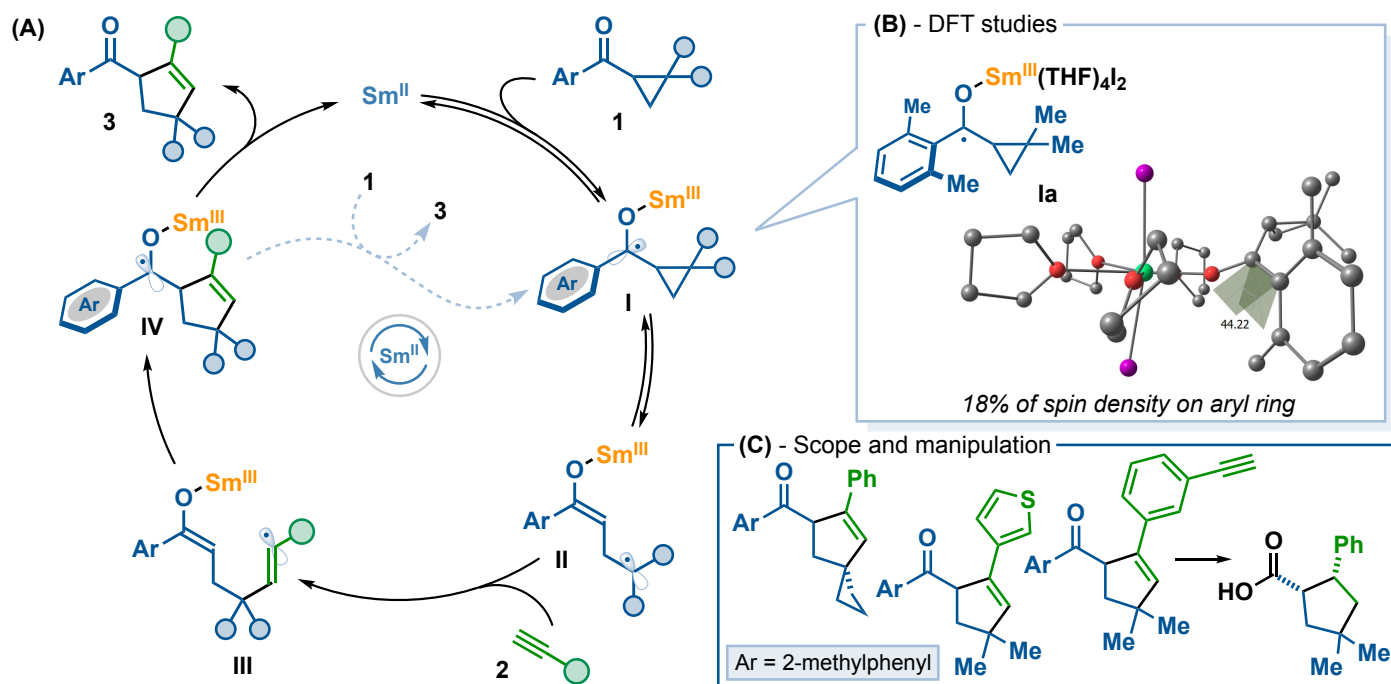 (A)
O
Ar
3
Sm^II
O
Ar
1
1
3
Sm^III
O
Ar
IV
Sm^II
Sm^III
O
Ar
I
Sm^III
O
Ar
II
Sm^III
O
Ar
III
2
(B) - DFT studies
Sm^III(THF)4I2
O
Me
Me
Me
Me
Ia
44.22
18% of spin density on aryl ring
(C) - Scope and manipulation
O
Ar
Ph
O
Ar
S
Me
Me
O
Ar
Me
Me
O
HO
Ph
Me
Me
Ar = 2-methylphenyl